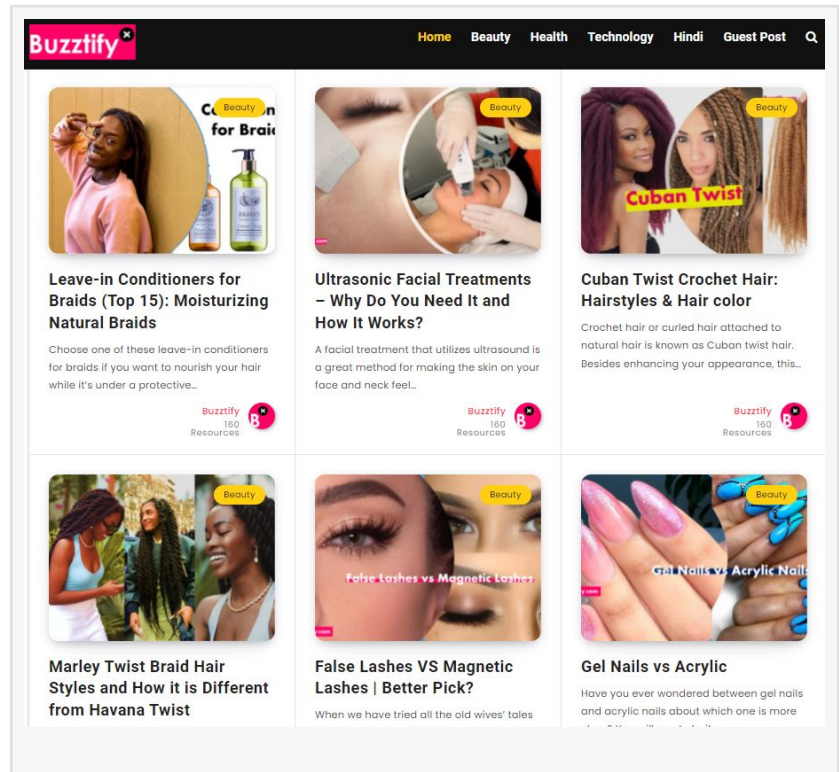 Buzztify
Home Beauty Health Technology Hindi Guest Post
Beauty
for Braid
BRAND
Beauty
Beauty
Cuban Twist
Leave-in Conditioners for
Braids (Top 15): Moisturizing
Natural Braids
Choose one of these leave-in conditioners
for braids if you want to nourish your hair
while it's under a protective...
Buzztify
160
Resources
Ultrasonic Facial Treatments
– Why Do You Need It and
How It Works?
A facial treatment that utilizes ultrasound is
a great method for making the skin on your
face and neck feel...
Buzztify
160
Resources
Cuban Twist Crochet Hair:
Hairstyles & Hair color
Crochet hair or curled hair attached to
natural hair is known as Cuban twist hair.
Besides enhancing your appearance, this...
Buzztify
160
Resources
Beauty
Beauty
False Lashes vs Magnetic Lashes
Beauty
Gel Nails vs Acrylic Nails
Marley Twist Braid Hair
Styles and How it is Different
from Havana Twist
False Lashes VS Magnetic
Lashes | Better Pick?
When we have tried all the old wives' tales
Gel Nails vs Acrylic
Have you ever wondered between gel nails
and acrylic nails about which one is more